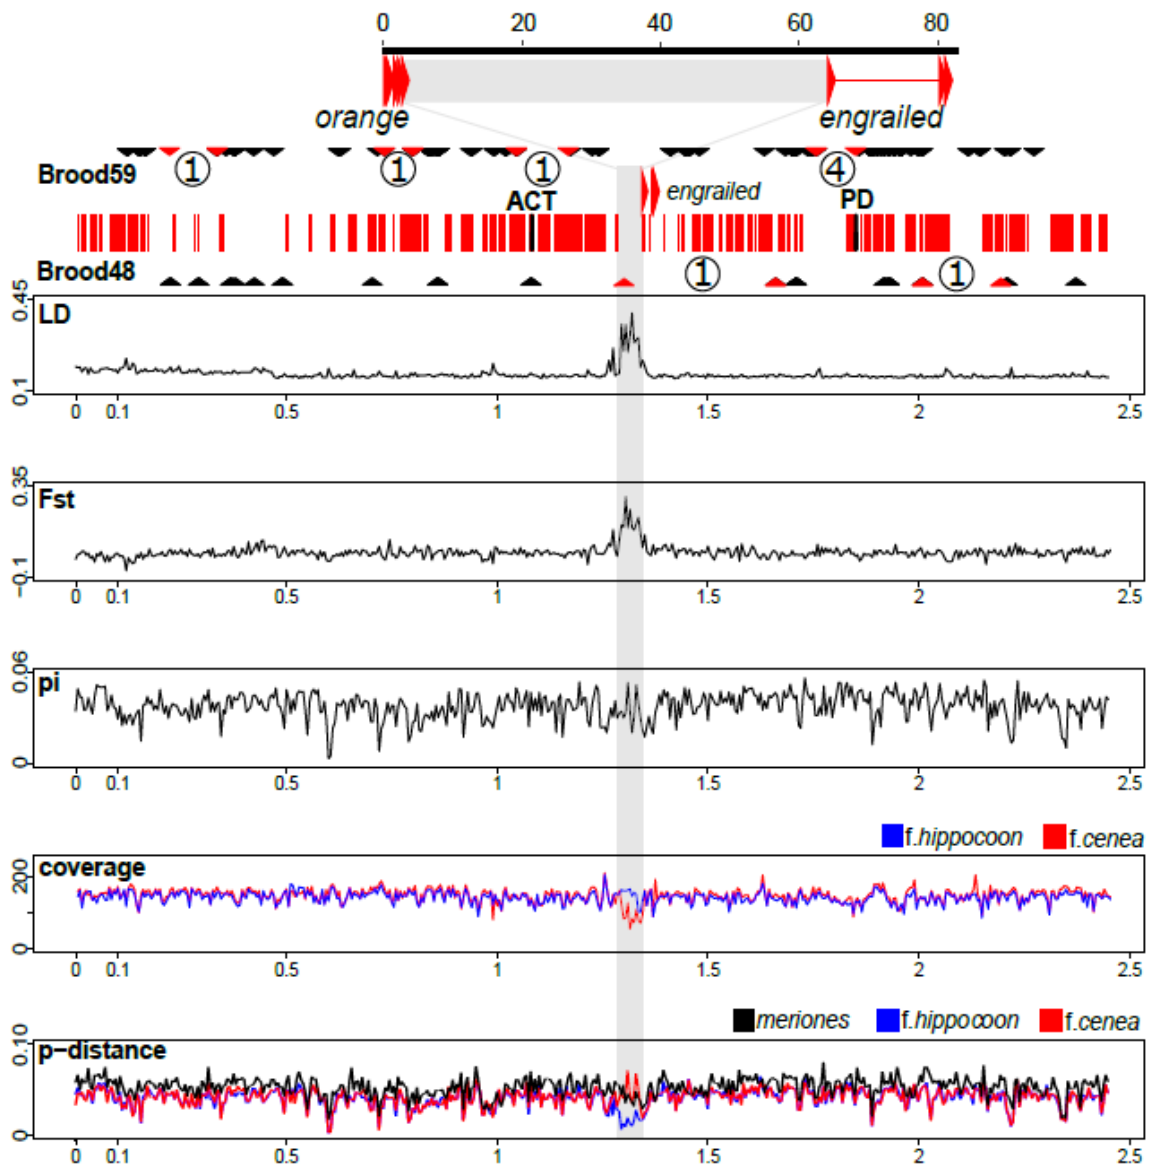 0 20 40 60 80
orange engrailed
Brood59 1 1 1 4
engrailed
ACT PD
Brood48 1 1
0.45
LD
0.1
0 0.1 0.5 1 1.5 2 2.5
0.35
Fst
−0.1
0 0.1 0.5 1 1.5 2 2.5
0.06
pi
0
0 0.1 0.5 1 1.5 2 2.5
f.hippocoon f.cenea
coverage
200
0
0 0.1 0.5 1 1.5 2 2.5
meriones f.hippocoon f.cenea
0.10
p−distance
0
0 0.1 0.5 1 1.5 2 2.5